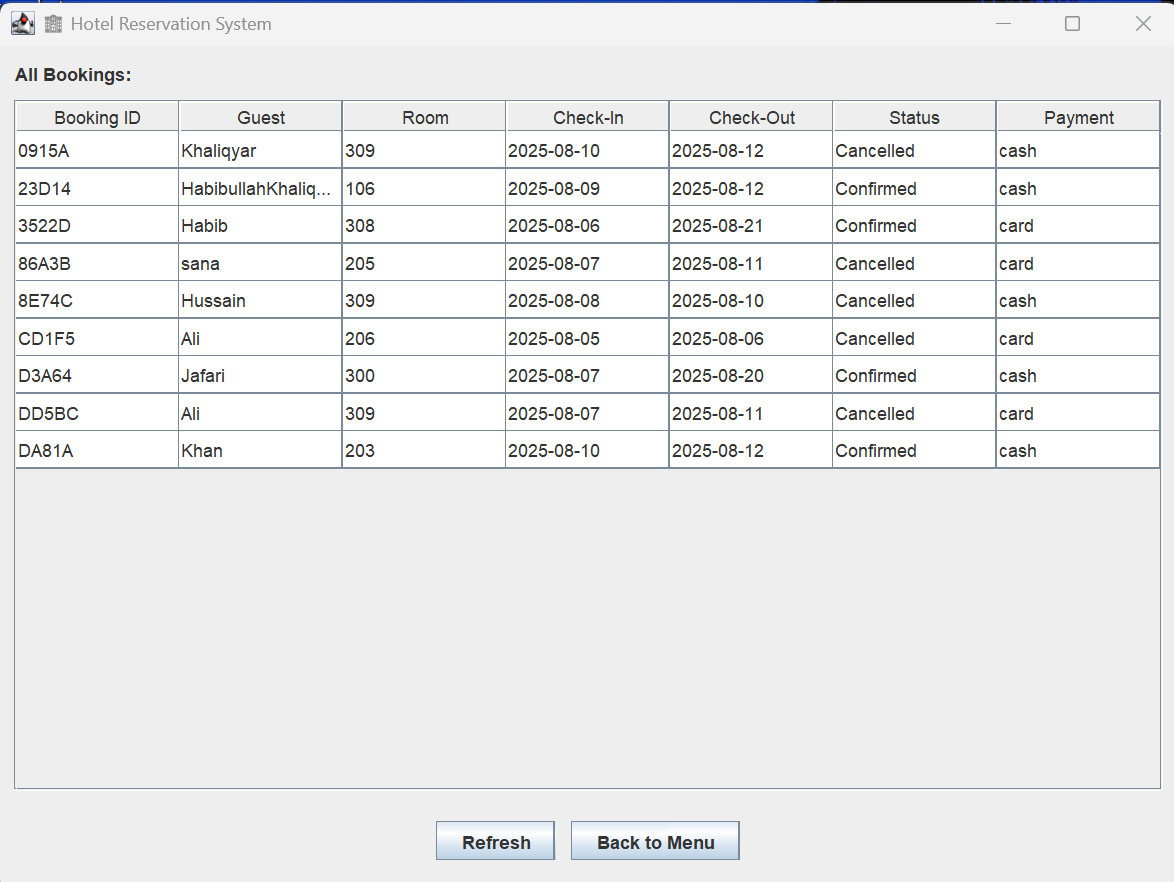 Hotel Reservation System
All Bookings:
Booking ID Guest Room Check-In Check-Out Status Payment
0915A Khaliqyar 309 2025-08-10 2025-08-12 Cancelled cash
23D14 HabibullahKhaliq... 106 2025-08-09 2025-08-12 Confirmed cash
3522D Habib 308 2025-08-06 2025-08-21 Confirmed card
86A3B sana 205 2025-08-07 2025-08-11 Cancelled card
8E74C Hussain 309 2025-08-08 2025-08-10 Cancelled cash
CD1F5 Ali 206 2025-08-05 2025-08-06 Cancelled card
D3A64 Jafari 300 2025-08-07 2025-08-20 Confirmed cash
DD5BC Ali 309 2025-08-07 2025-08-11 Cancelled card
DA81A Khan 203 2025-08-10 2025-08-12 Confirmed cash
Refresh Back to Menu